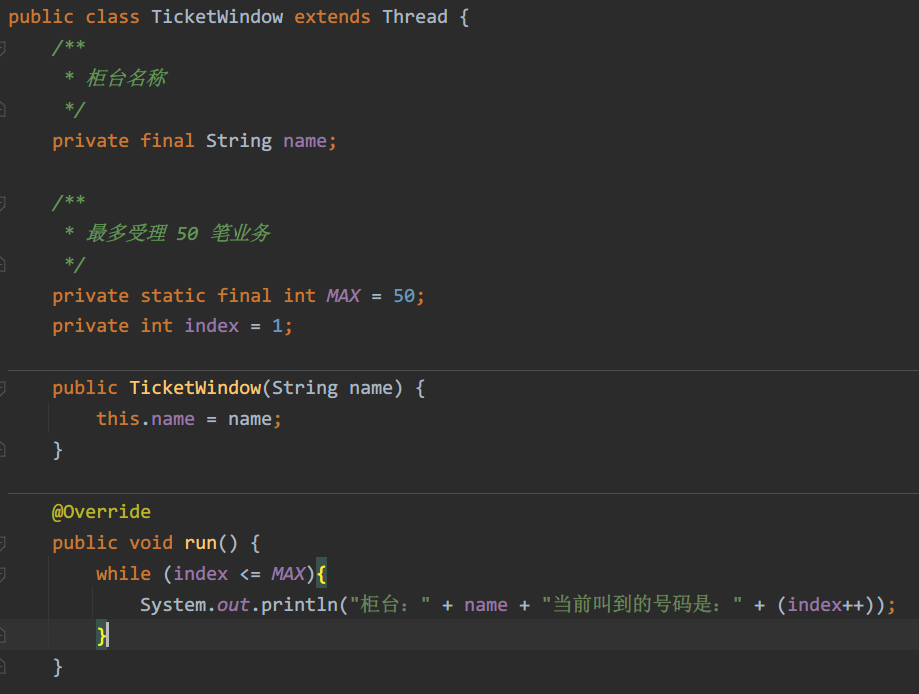 public class TicketWindow extends Thread {
    /**
     * 柜台名称
     */
    private final String name;
    /**
     * 最多受理 50 笔业务
     */
    private static final int MAX = 50;
    private int index = 1;
    public TicketWindow(String name) {
        this.name = name;
    }
    @Override
    public void run() {
        while (index <= MAX){
            System.out.println("柜台：" + name + "当前叫到的号码是：" + (index++));
        }
    }